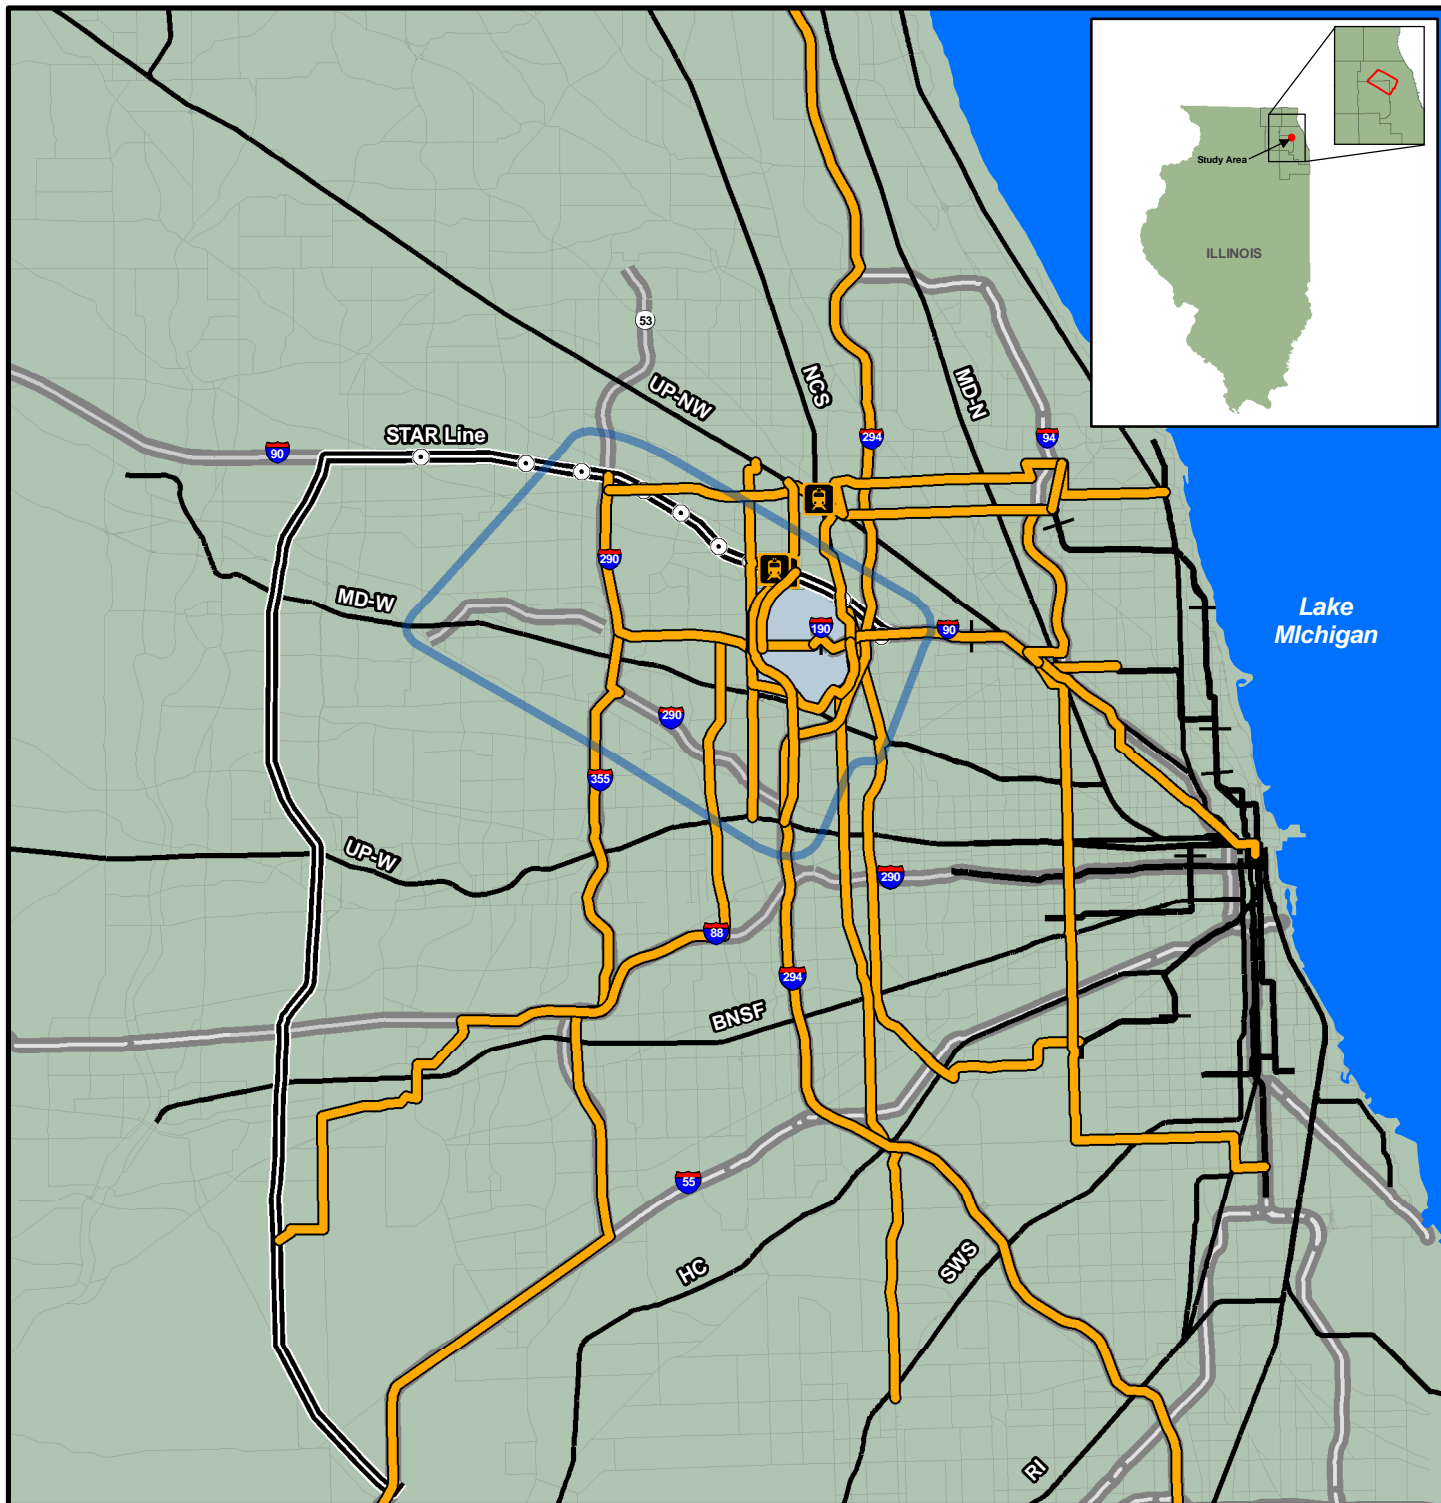 Study Area
ILLINOIS
53
UP-NW
NCS
MD-N
STAR Line
90
294
94
290
MD-W
190
90
Lake
MIchigan
290
355
UP-W
290
88
294
BNSF
55
HC
SWS
RI